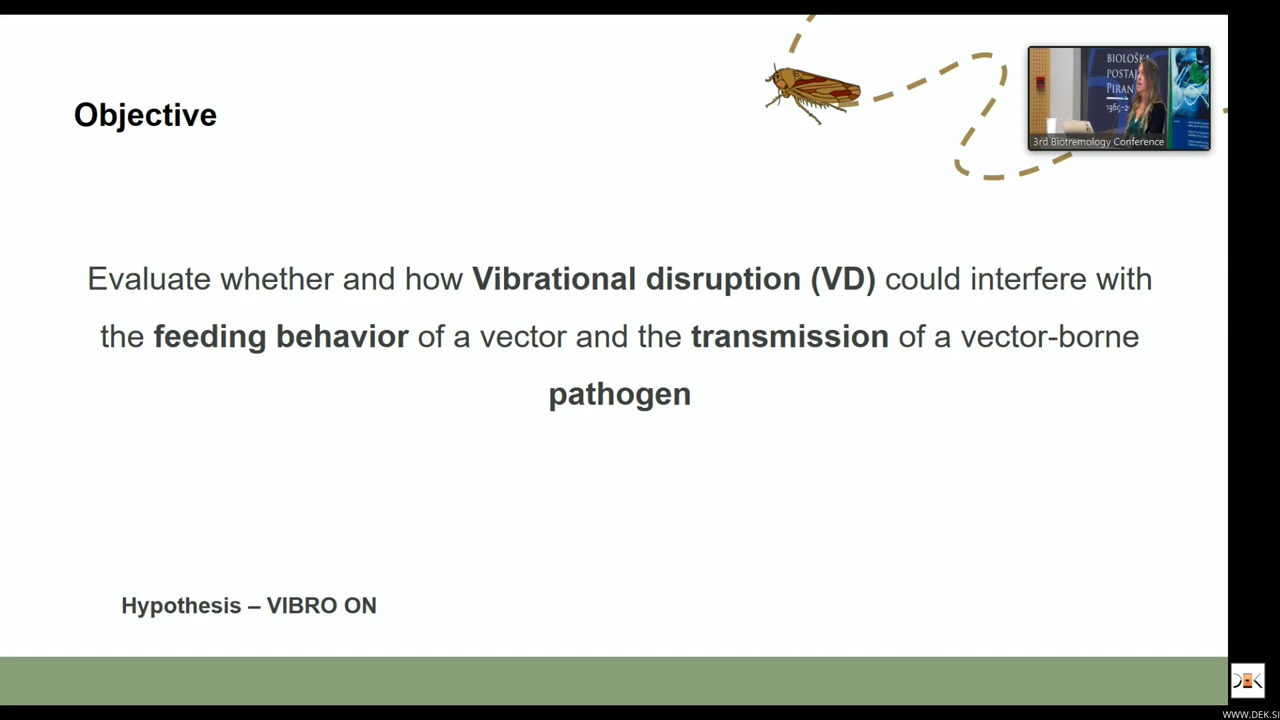 Objective
BIOLOŠKA
POSTAJ
PIRAN
3rd Biotremology Conference
Evaluate whether and how Vibrational disruption (VD) could interfere with
the feeding behavior of a vector and the transmission of a vector-borne
pathogen
Hypothesis – VIBRO ON
WWW.DEK.SI